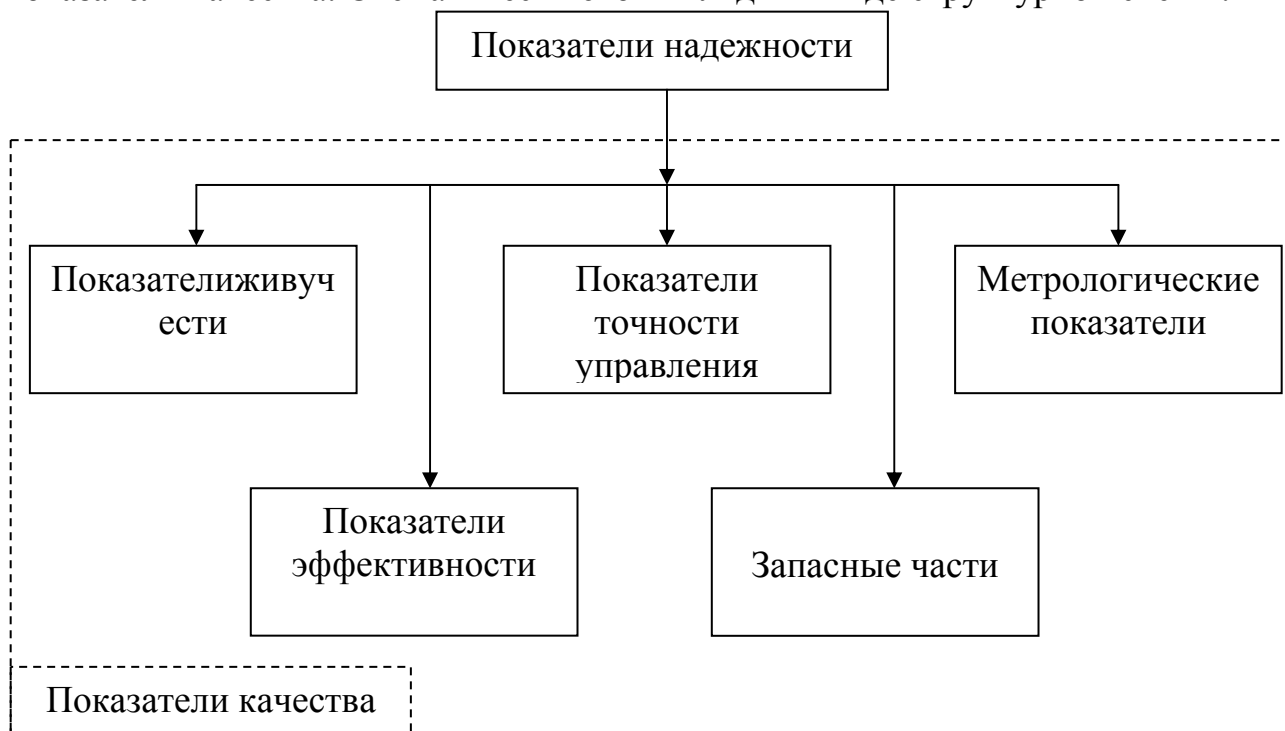 Показатели надежности
Показателиживуч
ести
Показатели
точности
управления
Метрологические
показатели
Показатели
эффективности
Запасные части
Показатели качества